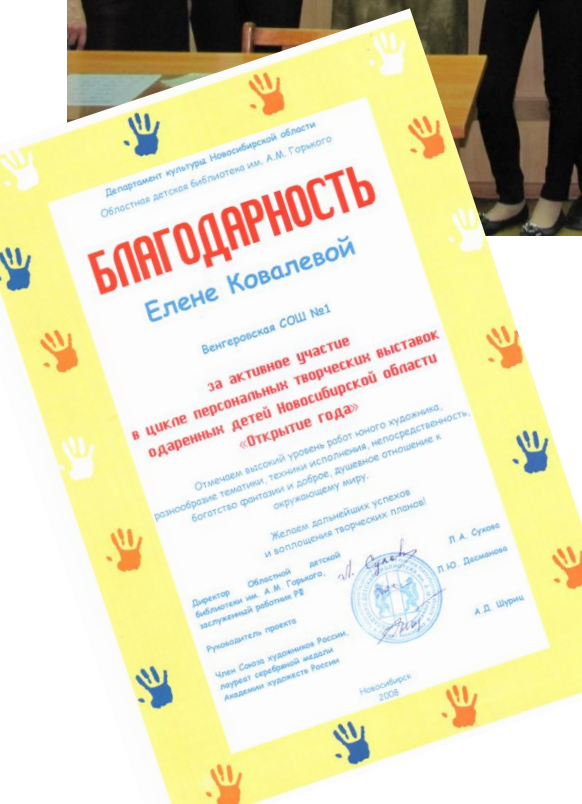 Департамент культуры Новосибирской области
Областная детская библиотека им. А.М. Горького
БЛАГОДАРНОСТЬ
Елене Ковалевой
Венгеровская СОШ №1
за активное участие
в цикле персональных творческих выставок
одаренных детей Новосибирской области
«Открытие года»
Отмечаем высокий уровень работ юного художника,
разнообразие тематики, техники исполнения, непосредственность,
богатство фантазии и доброе, душевное отношение к
окружающему миру.
Желаем дальнейших успехов
и воплощения творческих планов!
Директор Областной детской
библиотеки им. А.М. Горького,
заслуженный работник РФ
Л. А. Сухова
Руководитель проекта
Л.Ю. Десманова
Член Союза художников России,
лауреат серебряной медали
Академии художеств России
А.Д. Шуриц
Новосибирск
2008